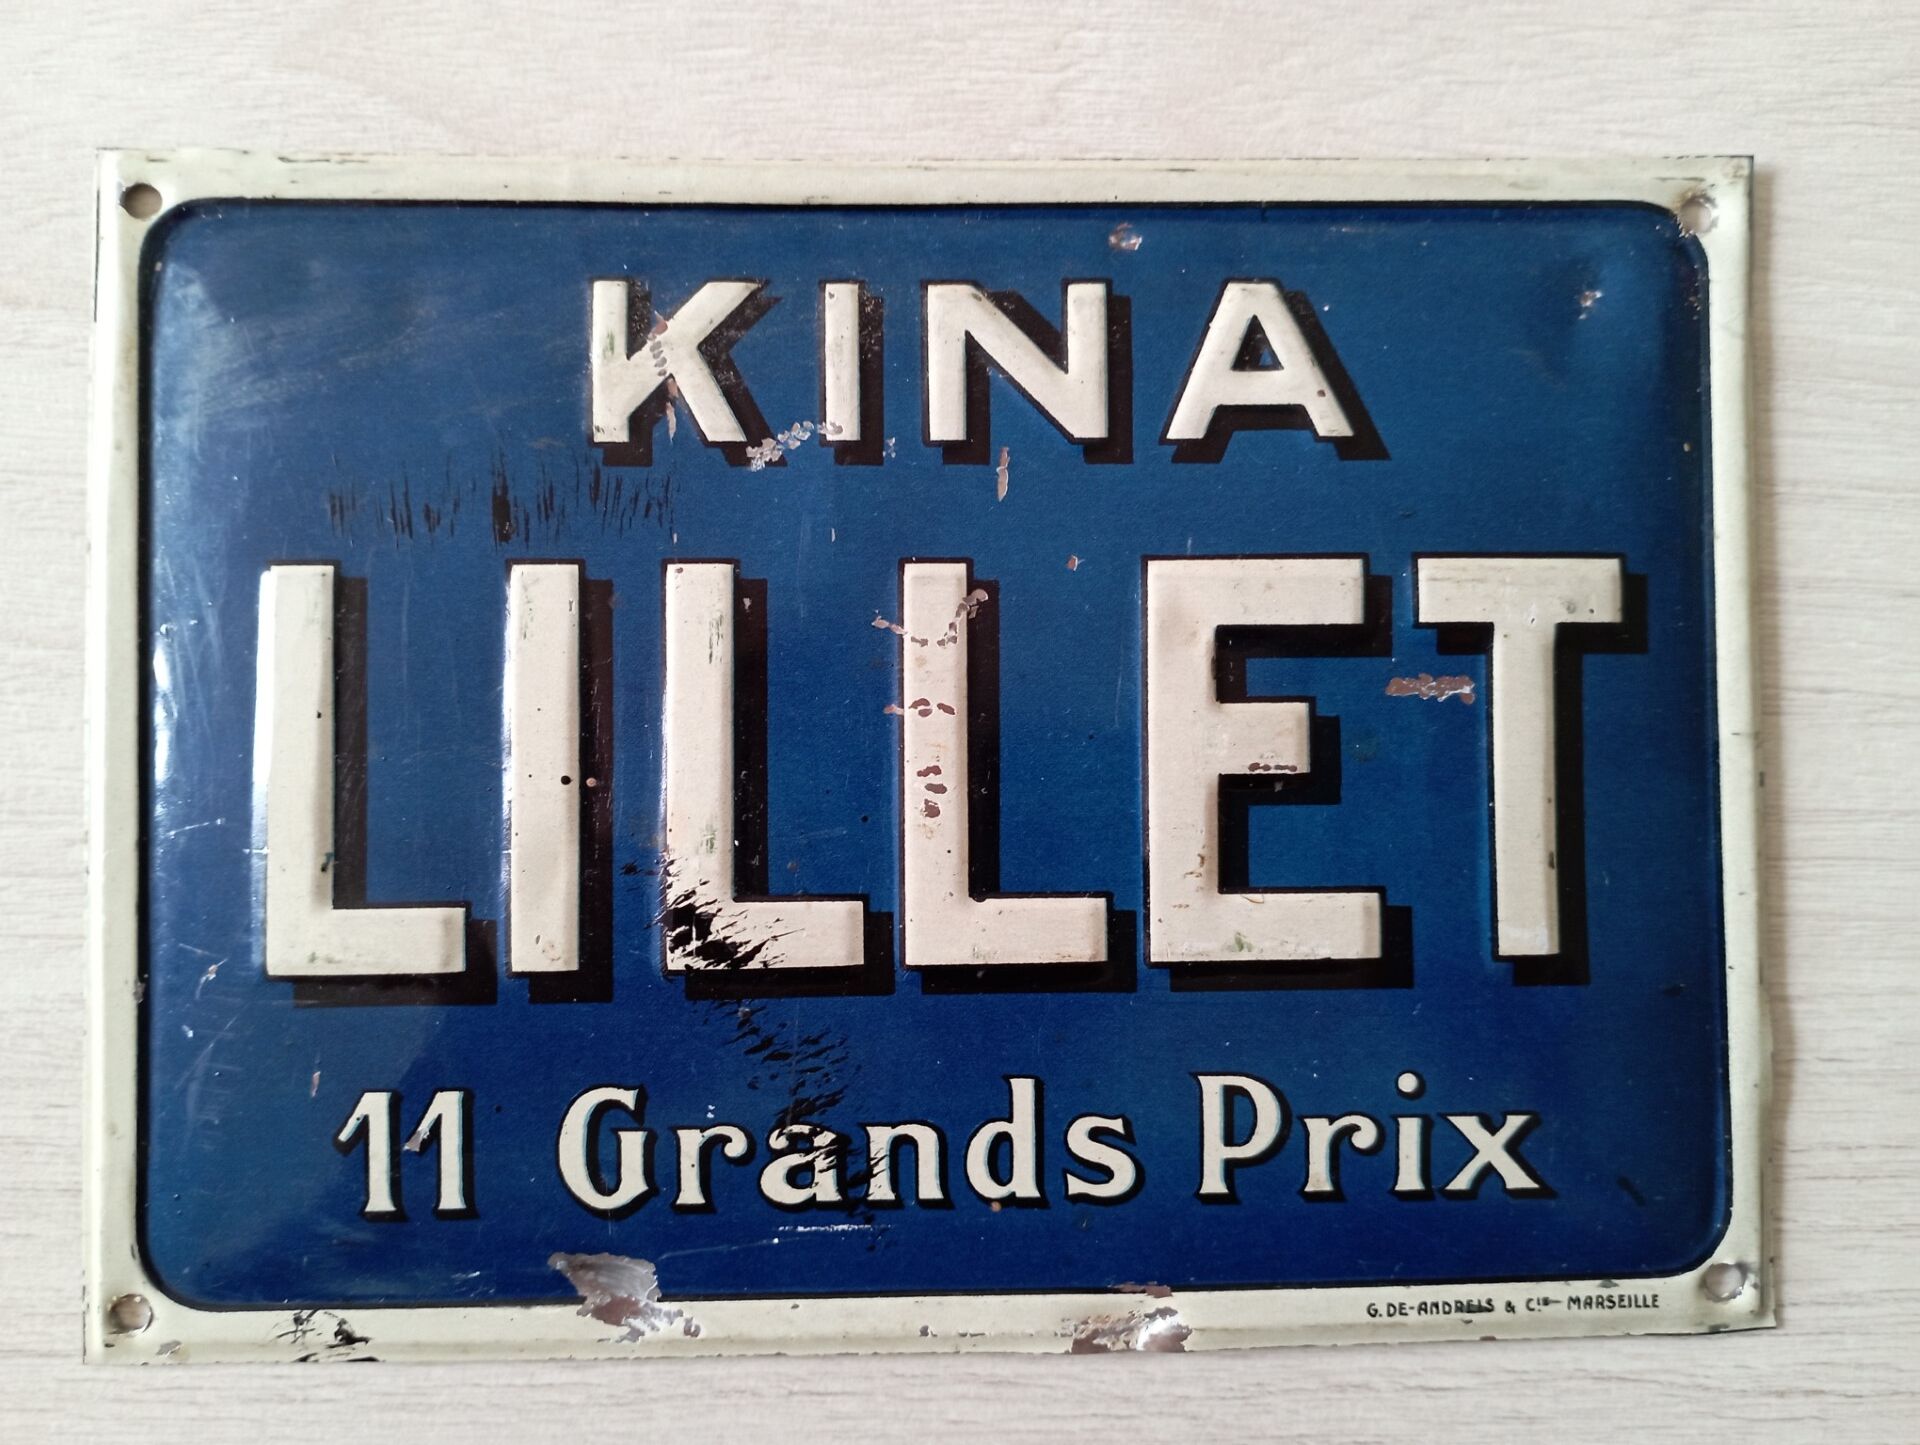 KINA
LILLET
11 Grands Prix
G. DE-ANDREIS & Cie MARSEILLE